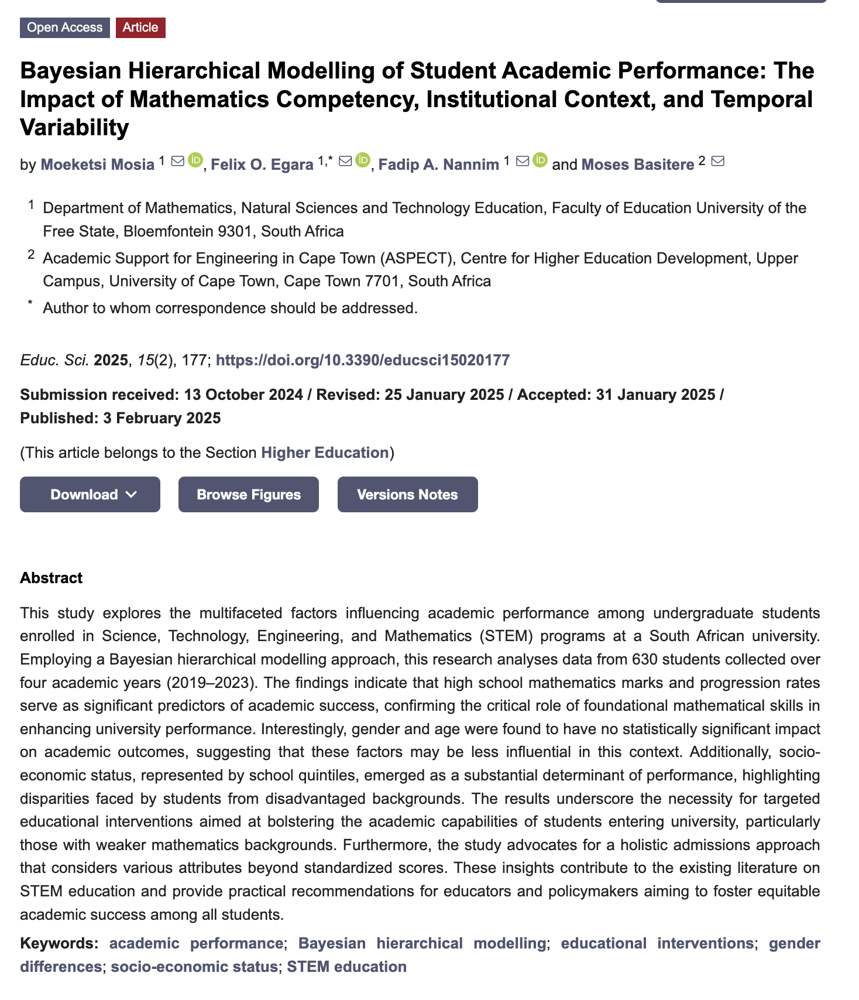 Open Access Article
Bayesian Hierarchical Modelling of Student Academic Performance: The
Impact of Mathematics Competency, Institutional Context, and Temporal
Variability
by Moeketsi Mosia 1 iD, Felix O. Egara 1,* iD, Fadip A. Nannim 1 iD and Moses Basitere 2
1 Department of Mathematics, Natural Sciences and Technology Education, Faculty of Education University of the
Free State, Bloemfontein 9301, South Africa
2 Academic Support for Engineering in Cape Town (ASPECT), Centre for Higher Education Development, Upper
Campus, University of Cape Town, Cape Town 7701, South Africa
* Author to whom correspondence should be addressed.
Educ. Sci. 2025, 15(2), 177; https://doi.org/10.3390/educsci15020177
Submission received: 13 October 2024 / Revised: 25 January 2025 / Accepted: 31 January 2025 /
Published: 3 February 2025
(This article belongs to the Section Higher Education)
Download Browse Figures Versions Notes
Abstract
This study explores the multifaceted factors influencing academic performance among undergraduate students
enrolled in Science, Technology, Engineering, and Mathematics (STEM) programs at a South African university.
Employing a Bayesian hierarchical modelling approach, this research analyses data from 630 students collected over
four academic years (2019–2023). The findings indicate that high school mathematics marks and progression rates
serve as significant predictors of academic success, confirming the critical role of foundational mathematical skills in
enhancing university performance. Interestingly, gender and age were found to have no statistically significant impact
on academic outcomes, suggesting that these factors may be less influential in this context. Additionally, socio-
economic status, represented by school quintiles, emerged as a substantial determinant of performance, highlighting
disparities faced by students from disadvantaged backgrounds. The results underscore the necessity for targeted
educational interventions aimed at bolstering the academic capabilities of students entering university, particularly
those with weaker mathematics backgrounds. Furthermore, the study advocates for a holistic admissions approach
that considers various attributes beyond standardized scores. These insights contribute to the existing literature on
STEM education and provide practical recommendations for educators and policymakers aiming to foster equitable
academic success among all students.
Keywords: academic performance; Bayesian hierarchical modelling; educational interventions; gender
differences; socio-economic status; STEM education